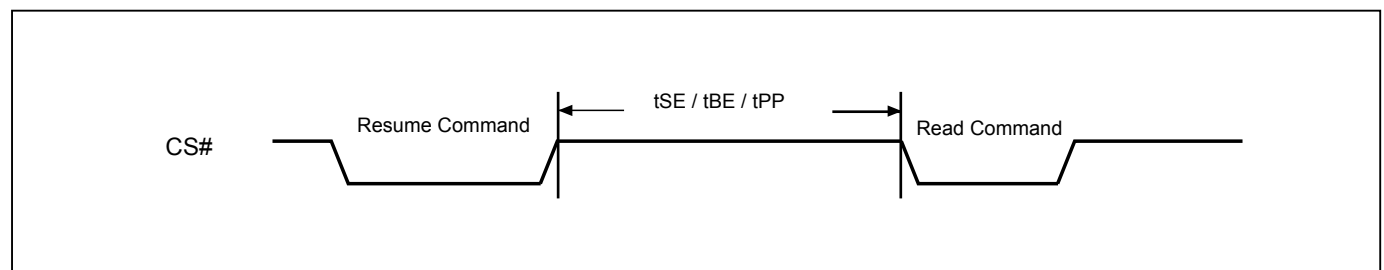 tSE / tBE / tPP
Resume Command
Read Command
CS#